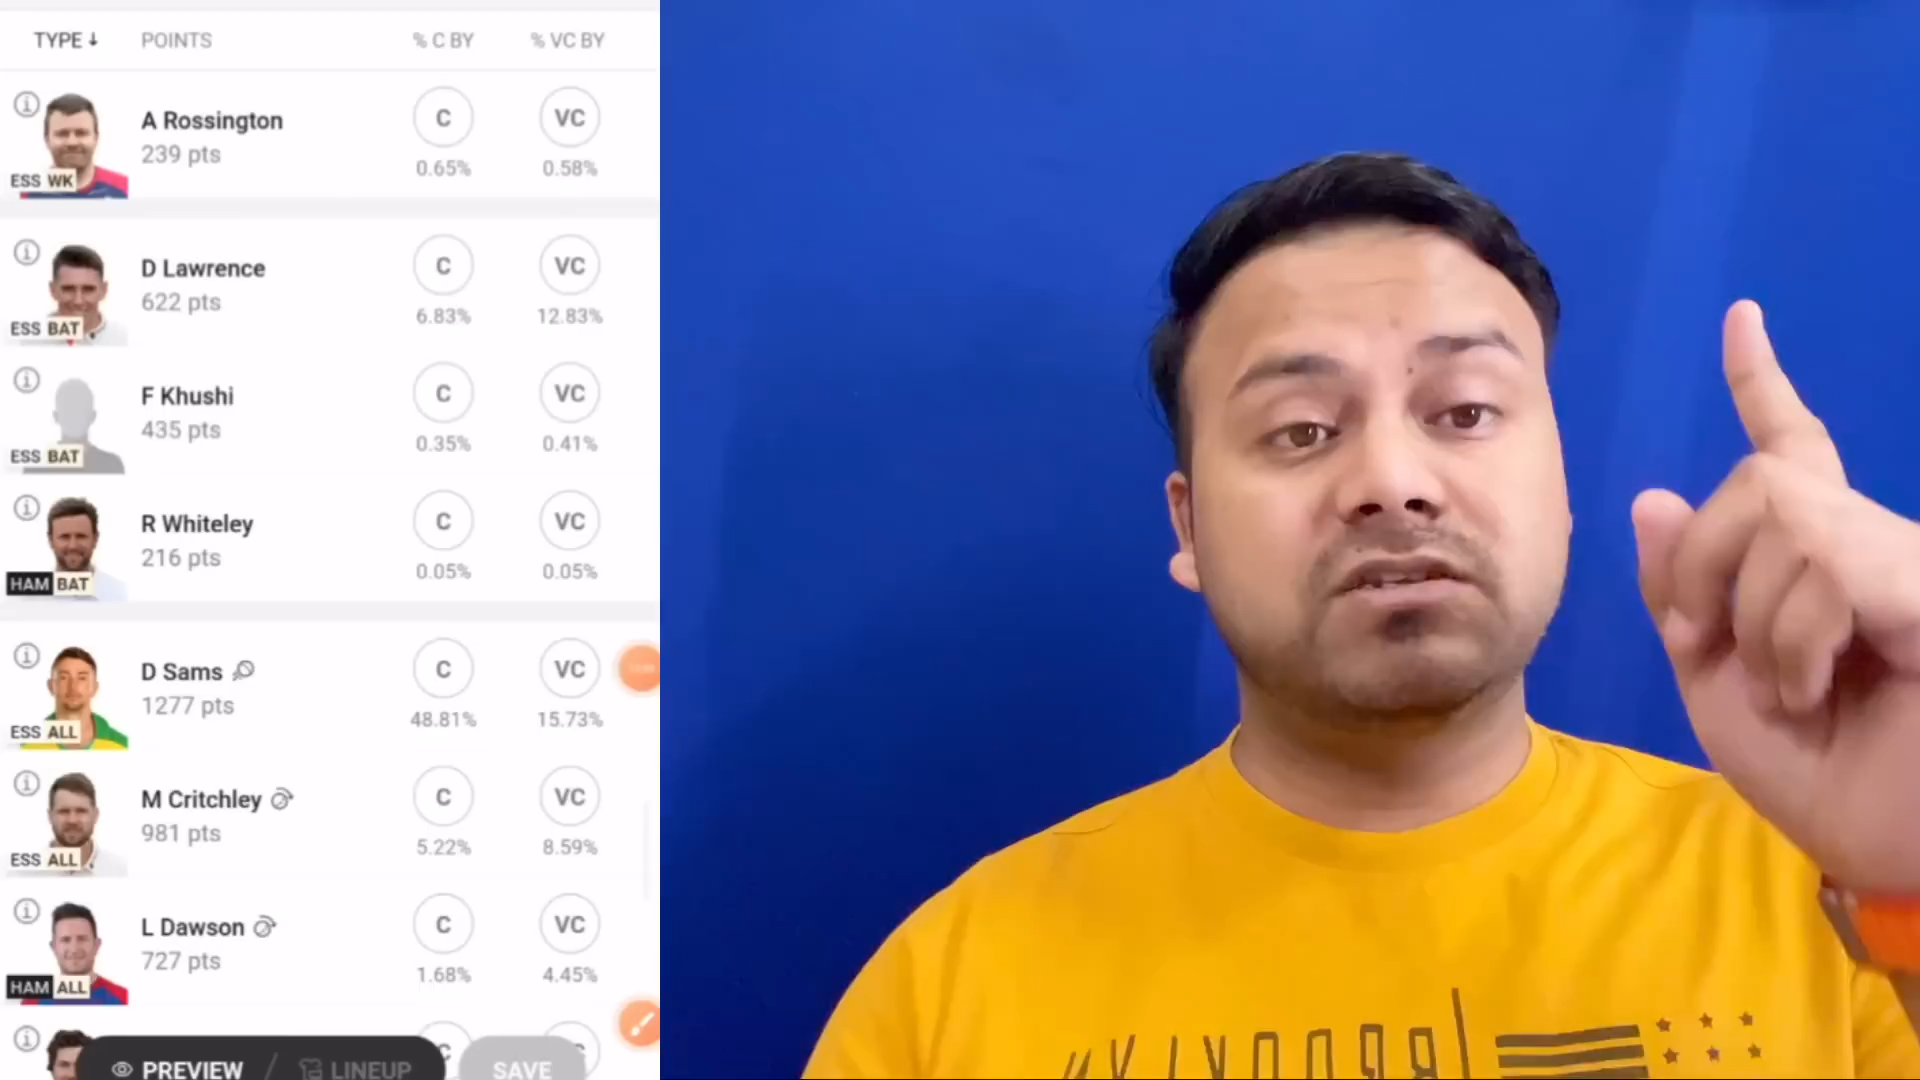 TYPE↓ POINTS % C BY % VC BY
A Rossington
239 pts
C VC
0.65% 0.58%
ESS WK
D Lawrence
622 pts
C VC
6.83% 12.83%
ESS BAT
F Khushi
435 pts
C VC
0.35% 0.41%
ESS BAT
R Whiteley
216 pts
C VC
0.05% 0.05%
HAM BAT
D Sams
1277 pts
C VC
48.81% 15.73%
ESS ALL
M Critchley
981 pts
C VC
5.22% 8.59%
ESS ALL
L Dawson
727 pts
C VC
1.68% 4.45%
HAM ALL
PREVIEW / LINEUP SAVE